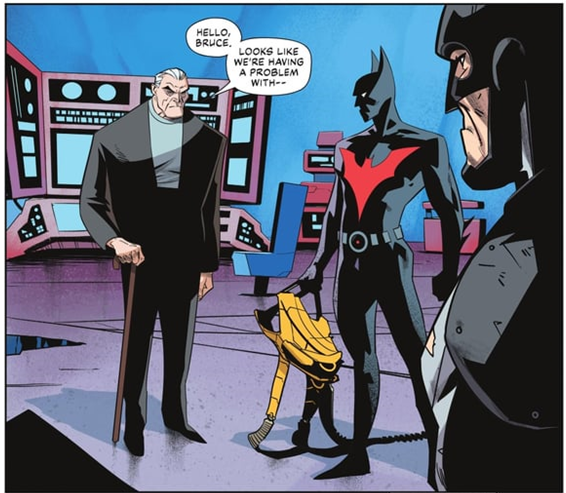 HELLO,
BRUCE.
LOOKS LIKE
WE'RE HAVING
A PROBLEM
WITH--